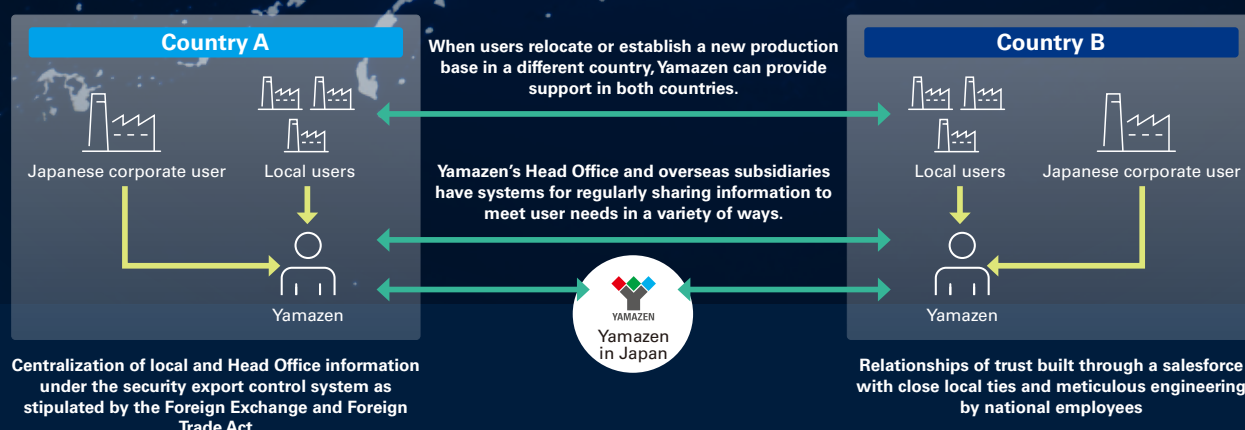 Country A
Japanese corporate user
Local users
Yamazen
Centralization of local and Head Office information
under the security export control system as
stipulated by the Foreign Exchange and Foreign
Trade Act
When users relocate or establish a new production
base in a different country, Yamazen can provide
support in both countries.
Yamazen's Head Office and overseas subsidiaries
have systems for regularly sharing information to
meet user needs in a variety of ways.
YAMAZEN
Yamazen
in Japan
Country B
Local users
Japanese corporate user
Yamazen
Relationships of trust built through a salesforce
with close local ties and meticulous engineering
by national employees